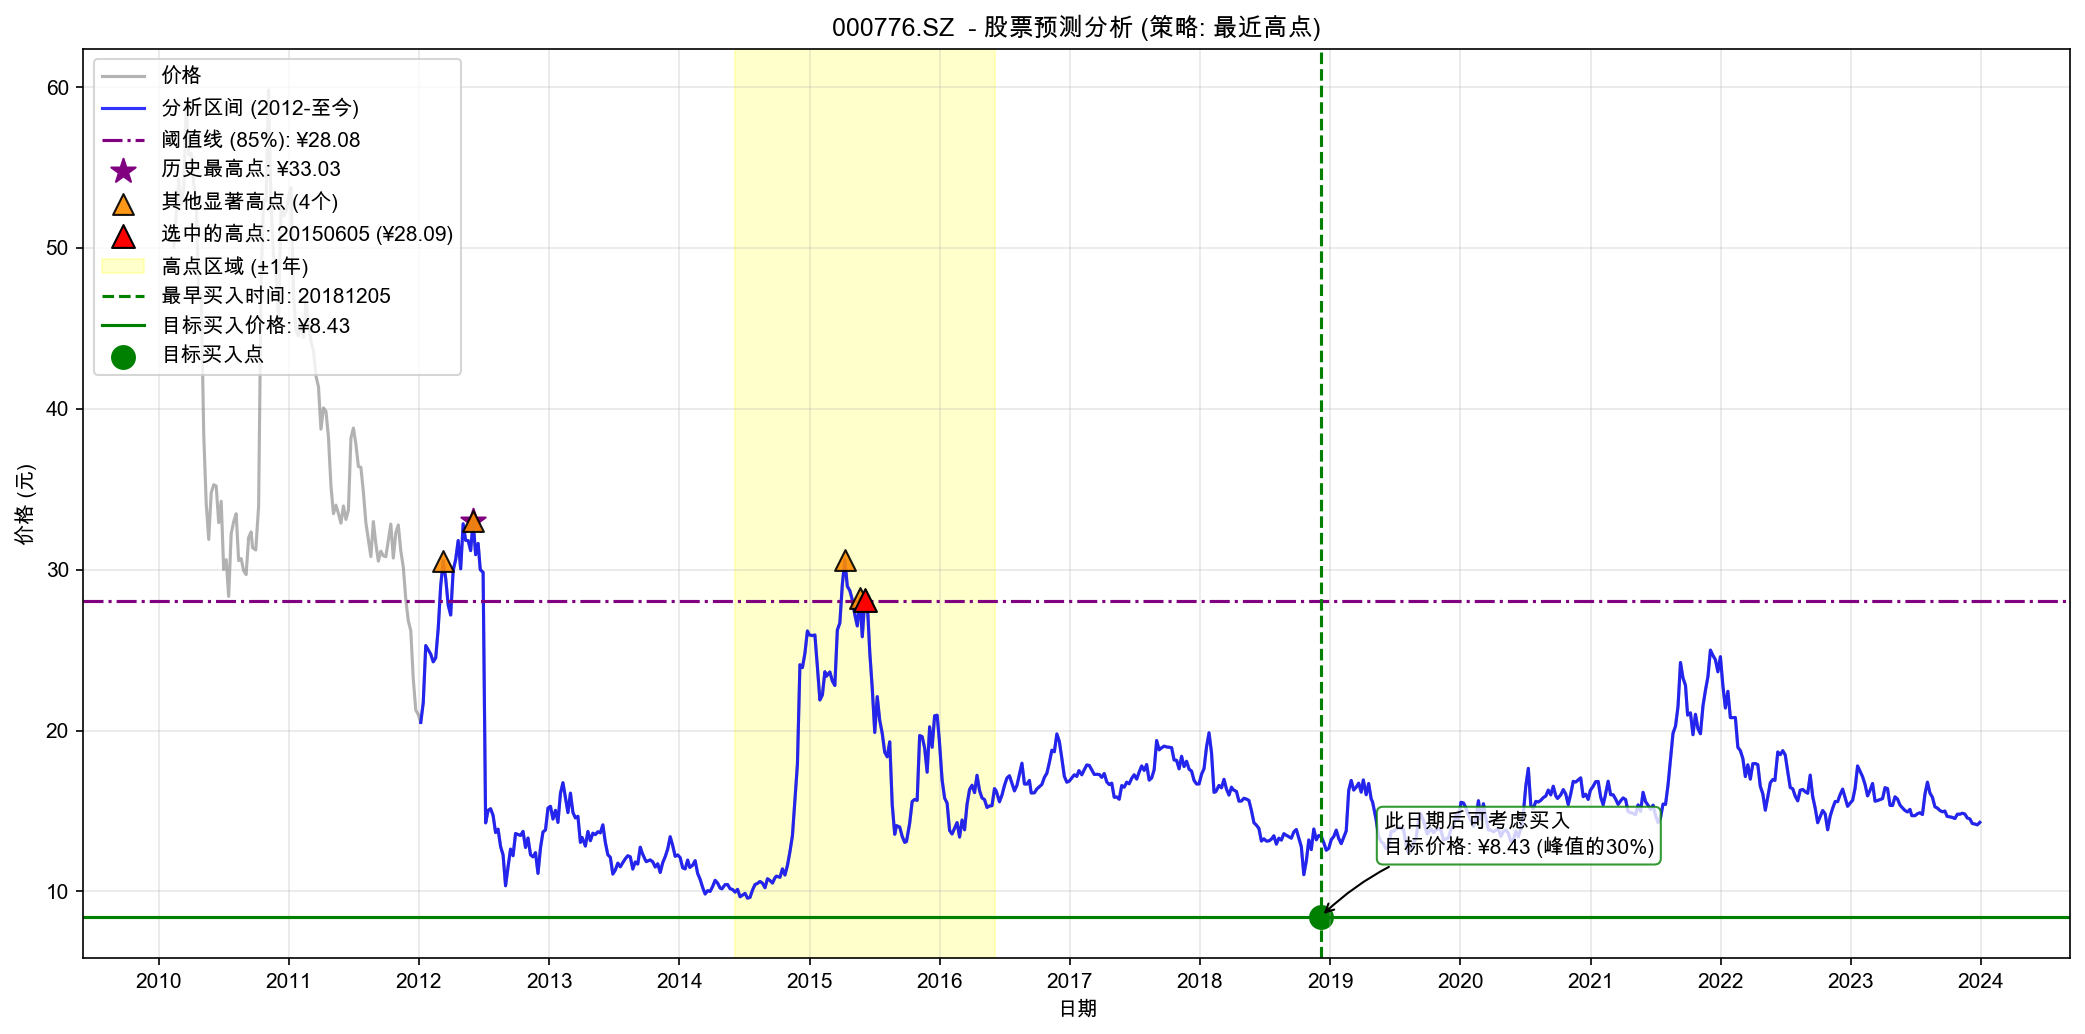 000776.SZ - 股票预测分析 (策略: 最近高点)
价格
分析区间 (2012-至今)
阈值线 (85%): ¥28.08
历史最高点: ¥33.03
其他显著高点 (4个)
选中的高点: 20150605 (¥28.09)
高点区域 (±1年)
最早买入时间: 20181205
目标买入价格: ¥8.43
目标买入点
60
50
40
30
20
10
价格 (元)
此日期后可考虑买入
目标价格: ¥8.43 (峰值的30%)
2010
2011
2012
2013
2014
2015
2016
2017
2018
2019
2020
2021
2022
2023
2024
日期